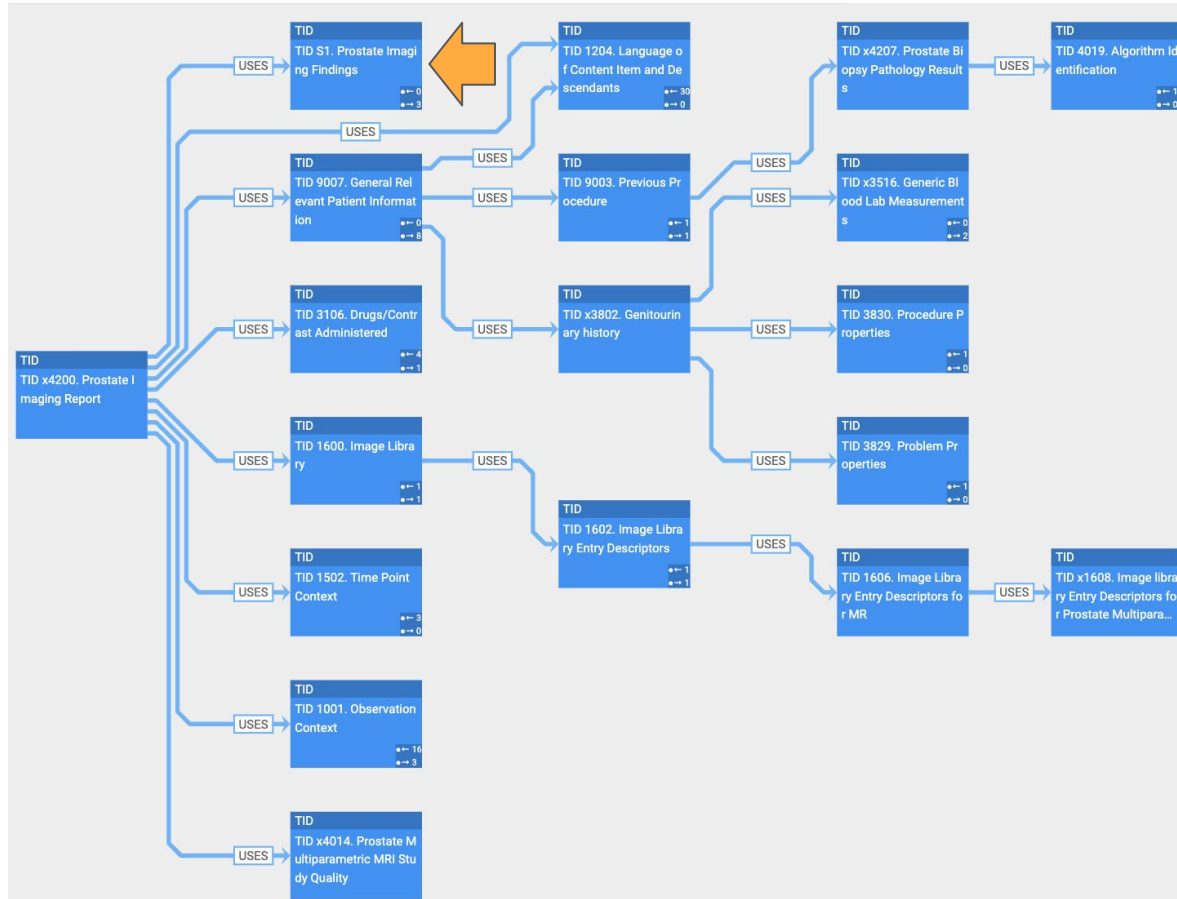 TID
TID S1. Prostate Imagi
ng Findings
←0
→3
TID
TID 1204. Language o
f Content Item and De
scendants
←30
→0
TID
TID x4207. Prostate Bi
opsy Pathology Result
s
TID
TID 4019. Algorithm Id
entification
←1
→0
USES
USES
USES
USES
USES
USES
TID
TID 9007. General Rel
evant Patient Informat
ion
←0
→8
TID
TID 9003. Previous Pr
ocedure
←1
→1
TID
TID x3516. Generic Bl
ood Lab Measurement
s
←0
→2
USES
USES
USES
TID
TID 3106. Drugs/Contr
ast Administered
←4
→1
TID
TID x3802. Genitourin
ary history
TID
TID 3830. Procedure P
roperties
←1
→0
USES
USES
USES
TID
TID x4200. Prostate I
maging Report
TID
TID 1600. Image Libra
ry
←1
→1
TID
TID 3829. Problem Pr
operties
←1
→0
USES
USES
USES
TID
TID 1602. Image Libra
ry Entry Descriptors
←1
→1
USES
TID
TID 1502. Time Point
Context
←3
→0
TID
TID 1606. Image Libra
ry Entry Descriptors fo
r MR
TID
TID x1608. Image libra
ry Entry Descriptors fo
r Prostate Multipara...
USES
USES
TID
TID 1001. Observation
Context
←16
→3
USES
TID
TID x4014. Prostate M
ultiparametric MRI Stu
dy Quality
USES